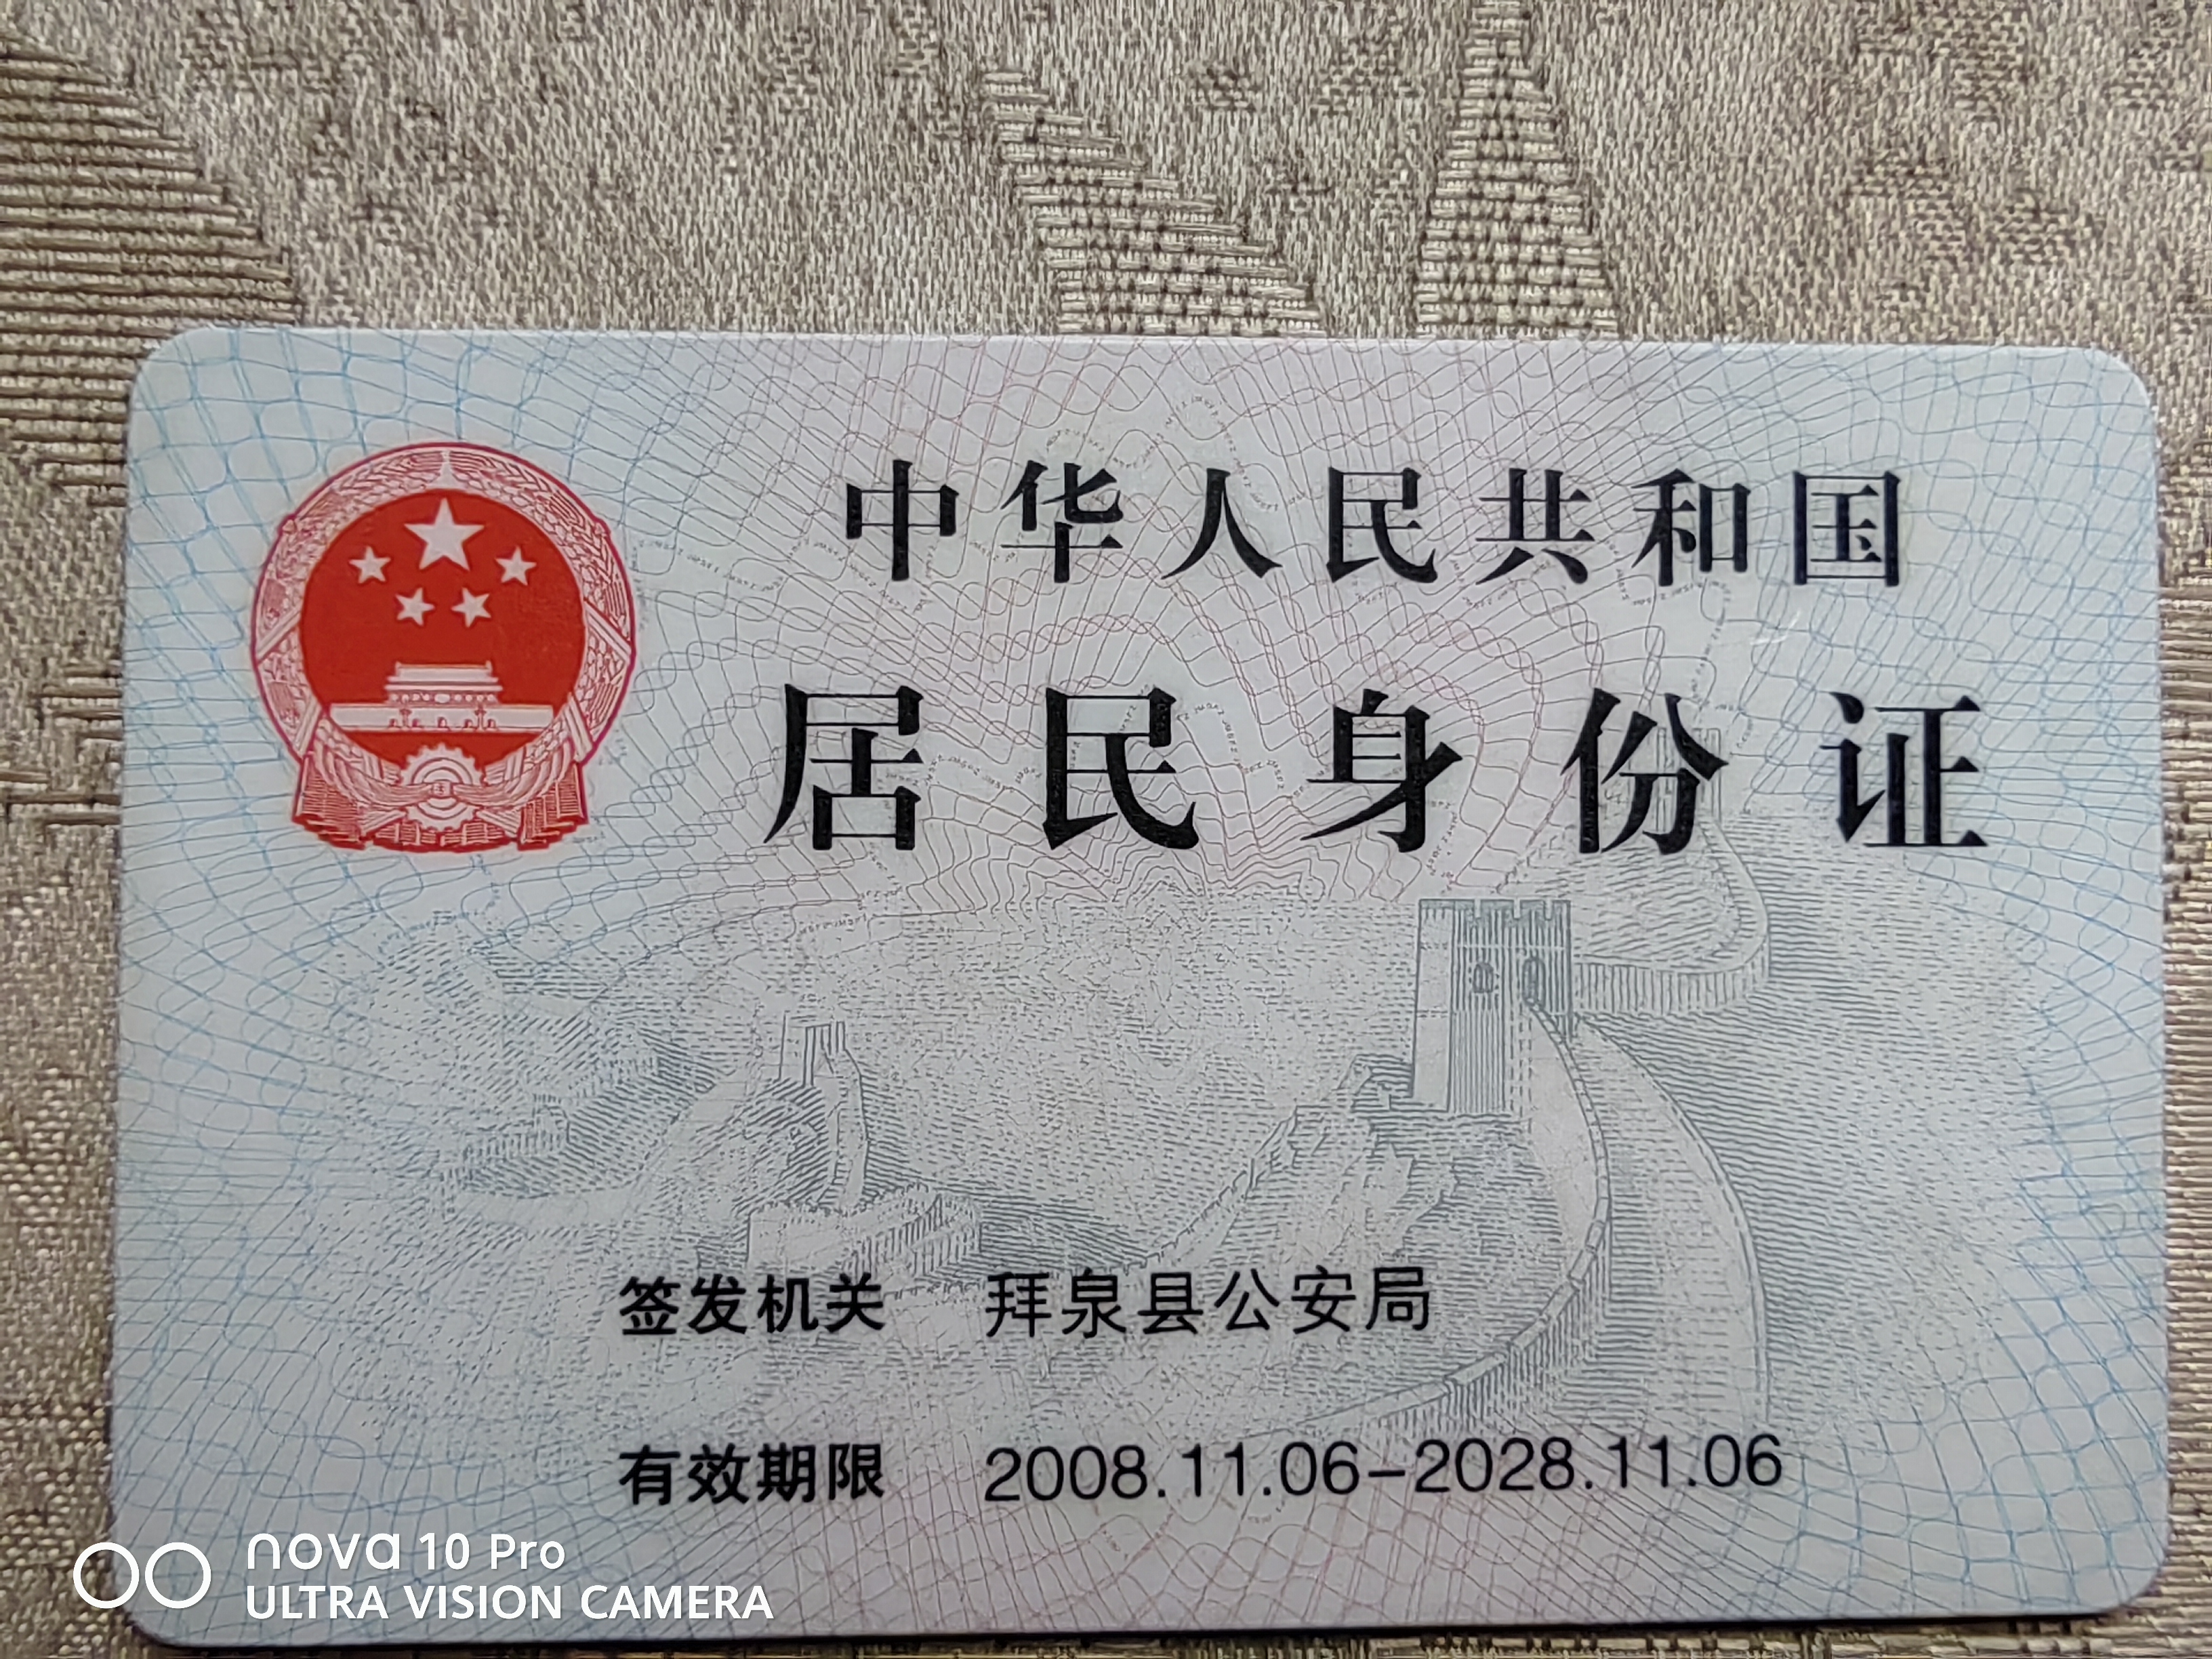 中华人民共和国
居民身份证
签发机关 拜泉县公安局
有效期限 2008.11.06-2028.11.06
nova 10 Pro
ULTRA VISION CAMERA